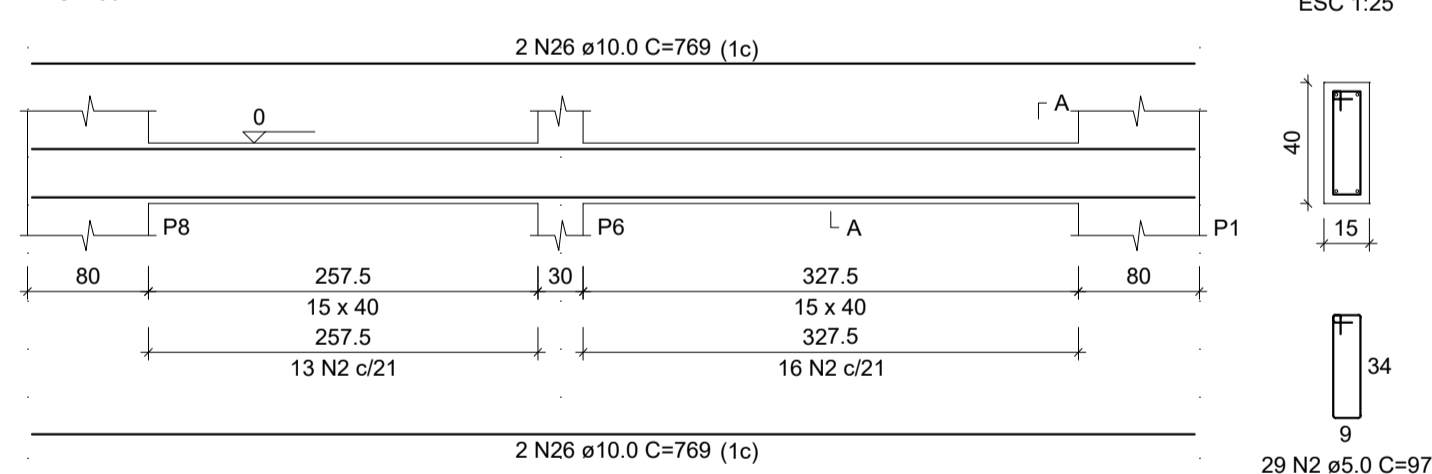 ESC 1:25
2 N26 ø10.0 C=769 (1c)
0
A
40
P8
P6
A
P1
15
80
257.5
30
327.5
80
15 x 40
15 x 40
257.5
327.5
13 N2 c/21
16 N2 c/21
34
9
2 N26 ø10.0 C=769 (1c)
29 N2 ø5.0 C=97